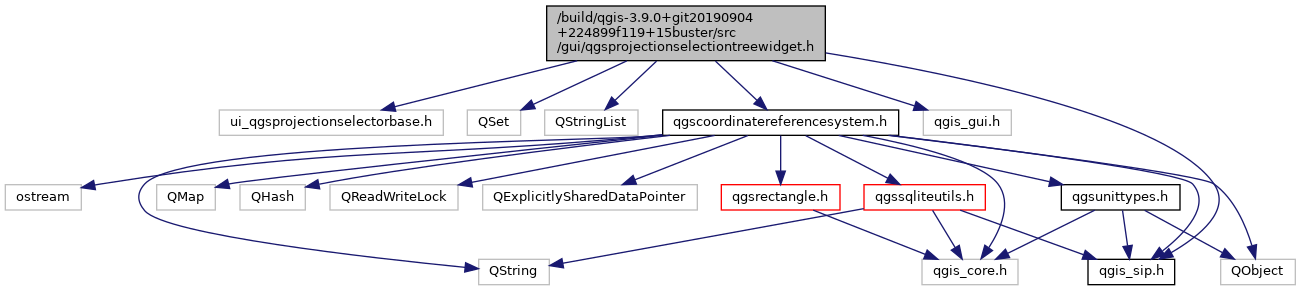 /build/qgis-3.9.0+git20190904
+224899f119+15buster/src
/gui/qgsprojectionselectiontreewidget.h
ui_qgsprojectionselectorbase.h
QSet
QStringList
qgscoordinatereferencesystem.h
qgis_gui.h
ostream
QMap
QHash
QReadWriteLock
QExplicitlySharedDataPointer
qgsrectangle.h
qgssqliteutils.h
qgsunittypes.h
QString
qgis_core.h
qgis_sip.h
QObject